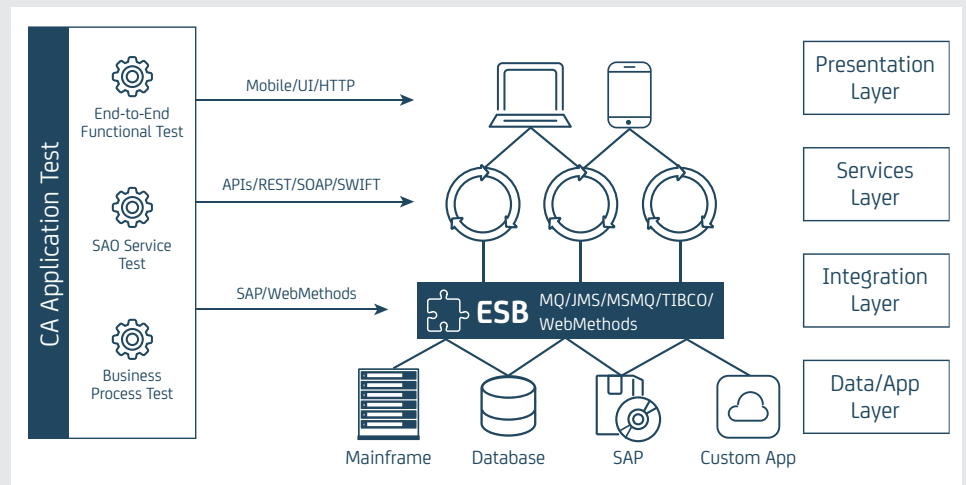 CA Application Test
End-to-End
Functional Test
SAO Service
Test
Business
Process Test
Mobile/UI/HTTP
APIs/REST/SOAP/SWIFT
SAP/WebMethods
ESB
MQ/JMS/MSMQ/TIBCO/
WebMethods
Mainframe
Database
SAP
Custom App
Presentation
Layer
Services
Layer
Integration
Layer
Data/App
Layer